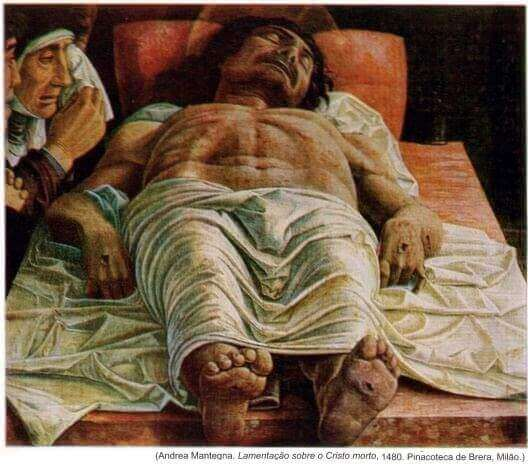 (Andrea Mantegna. Lamentação sobre o Cristo morto, 1480. Pinacoteca de Brera, Milão.)